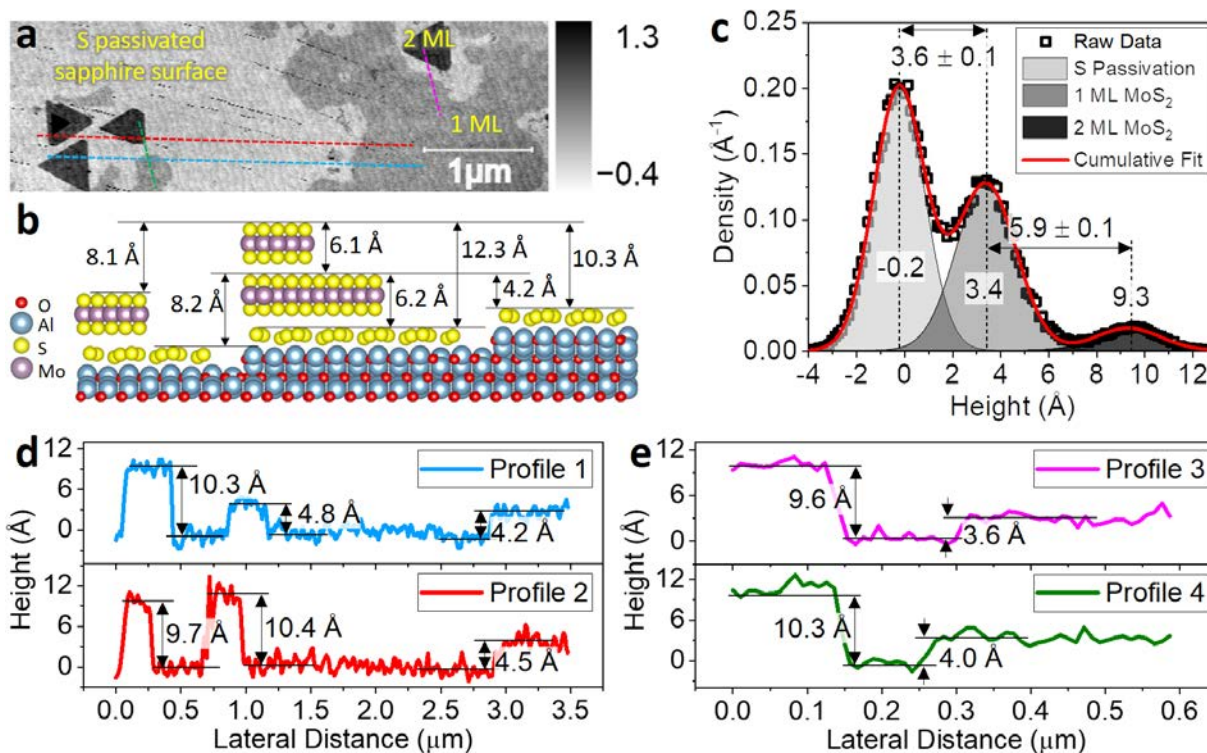 a
S passivated
sapphire surface
2 ML
1 ML
1μm
1.3
−0.4
b
8.1 Å
6.1 Å
12.3 Å
10.3 Å
8.2 Å
6.2 Å
4.2 Å
O
Al
S
Mo
c
0.25
0.20
0.15
0.10
0.05
0.00
Density (Å⁻¹)
3.6 ± 0.1
Raw Data
S Passivation
1 ML MoS₂
2 ML MoS₂
Cumulative Fit
5.9 ± 0.1
-0.2
3.4
9.3
-4 -2 0 2 4 6 8 10 12
Height (Å)
d
12
6
0
Profile 1
10.3 Å
4.8 Å
4.2 Å
12
6
0
Profile 2
9.7 Å
10.4 Å
4.5 Å
Height (Å)
0.0 0.5 1.0 1.5 2.0 2.5 3.0 3.5
Lateral Distance (μm)
e
12
6
0
Profile 3
9.6 Å
3.6 Å
12
6
0
Profile 4
10.3 Å
4.0 Å
Height (Å)
0.0 0.1 0.2 0.3 0.4 0.5 0.6
Lateral Distance (μm)